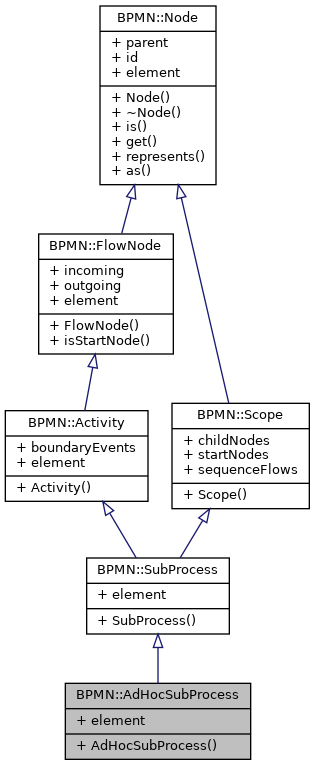 BPMN::Node
+ parent
+ id
+ element
+ Node()
+ ~Node()
+ is()
+ get()
+ represents()
+ as()
BPMN::FlowNode
+ incoming
+ outgoing
+ element
+ FlowNode()
+ isStartNode()
BPMN::Activity
+ boundaryEvents
+ element
+ Activity()
BPMN::Scope
+ childNodes
+ startNodes
+ sequenceFlows
+ Scope()
BPMN::SubProcess
+ element
+ SubProcess()
BPMN::AdHocSubProcess
+ element
+ AdHocSubProcess()